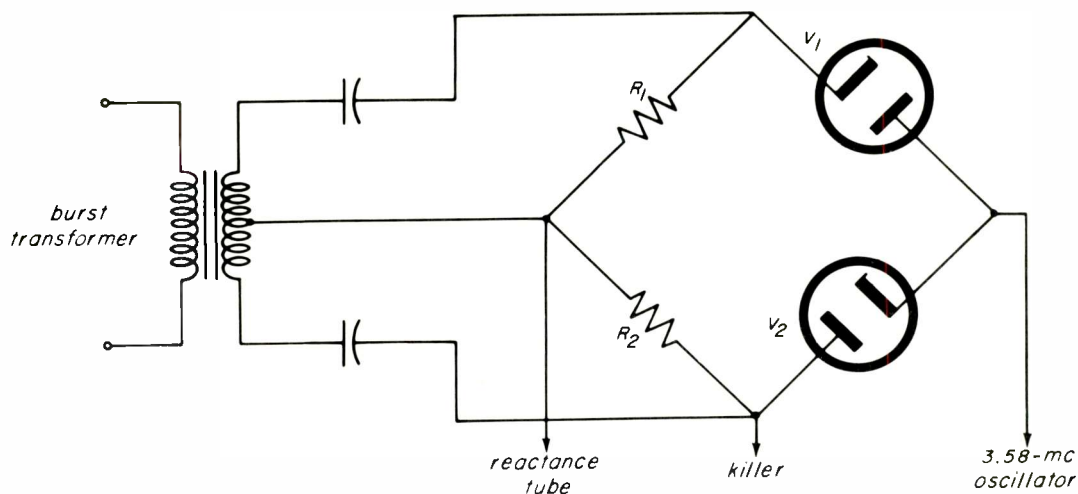 V1
R1
burst
transformer
R2
V2
reactance
tube
killer
3.58-mc
oscillator